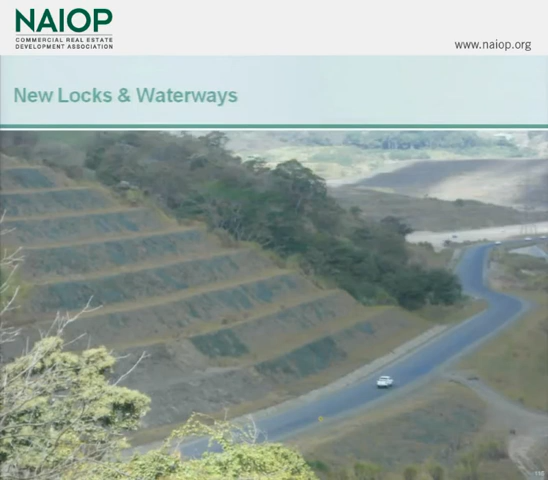 NAIOP
COMMERCIAL REAL ESTATE
DEVELOPMENT ASSOCIATION
www.naiop.org
New Locks & Waterways